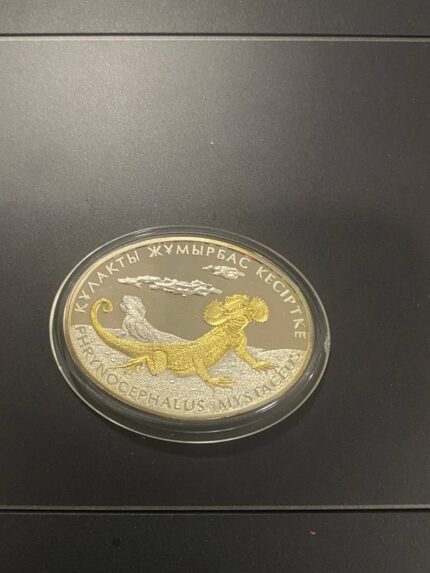 ҚҰЛАҚТЫ ЖҰМЫРБАС КЕСІРТКЕ
PHRYNOCEPHALUS MYSTACEUS